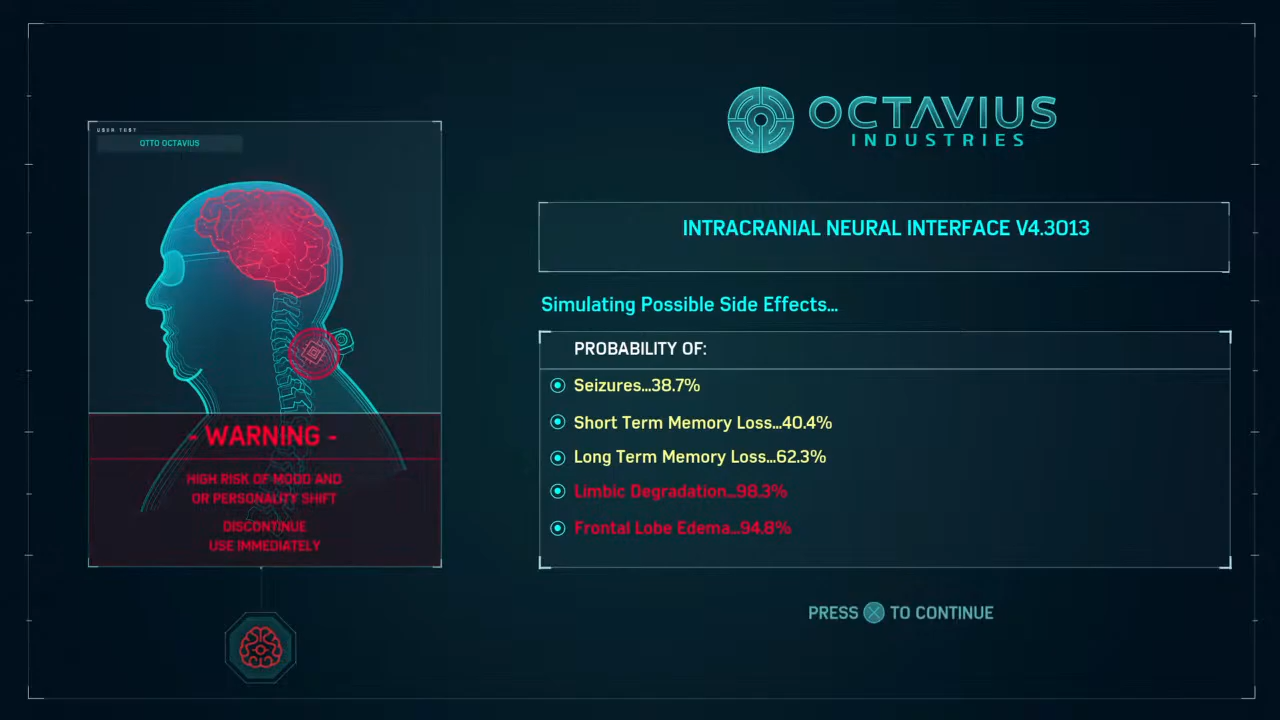 USER TEST
OTTO OCTAVIUS
- WARNING -
HIGH RISK OF MOOD AND
OR PERSONALITY SHIFT
DISCONTINUE
USE IMMEDIATELY
OCTAVIUS
INDUSTRIES
INTRACRANIAL NEURAL INTERFACE V4.3013
Simulating Possible Side Effects...
PROBABILITY OF:
Seizures...38.7%
Short Term Memory Loss...40.4%
Long Term Memory Loss...62.3%
Limbic Degradation...98.3%
Frontal Lobe Edema...94.8%
PRESS TO CONTINUE